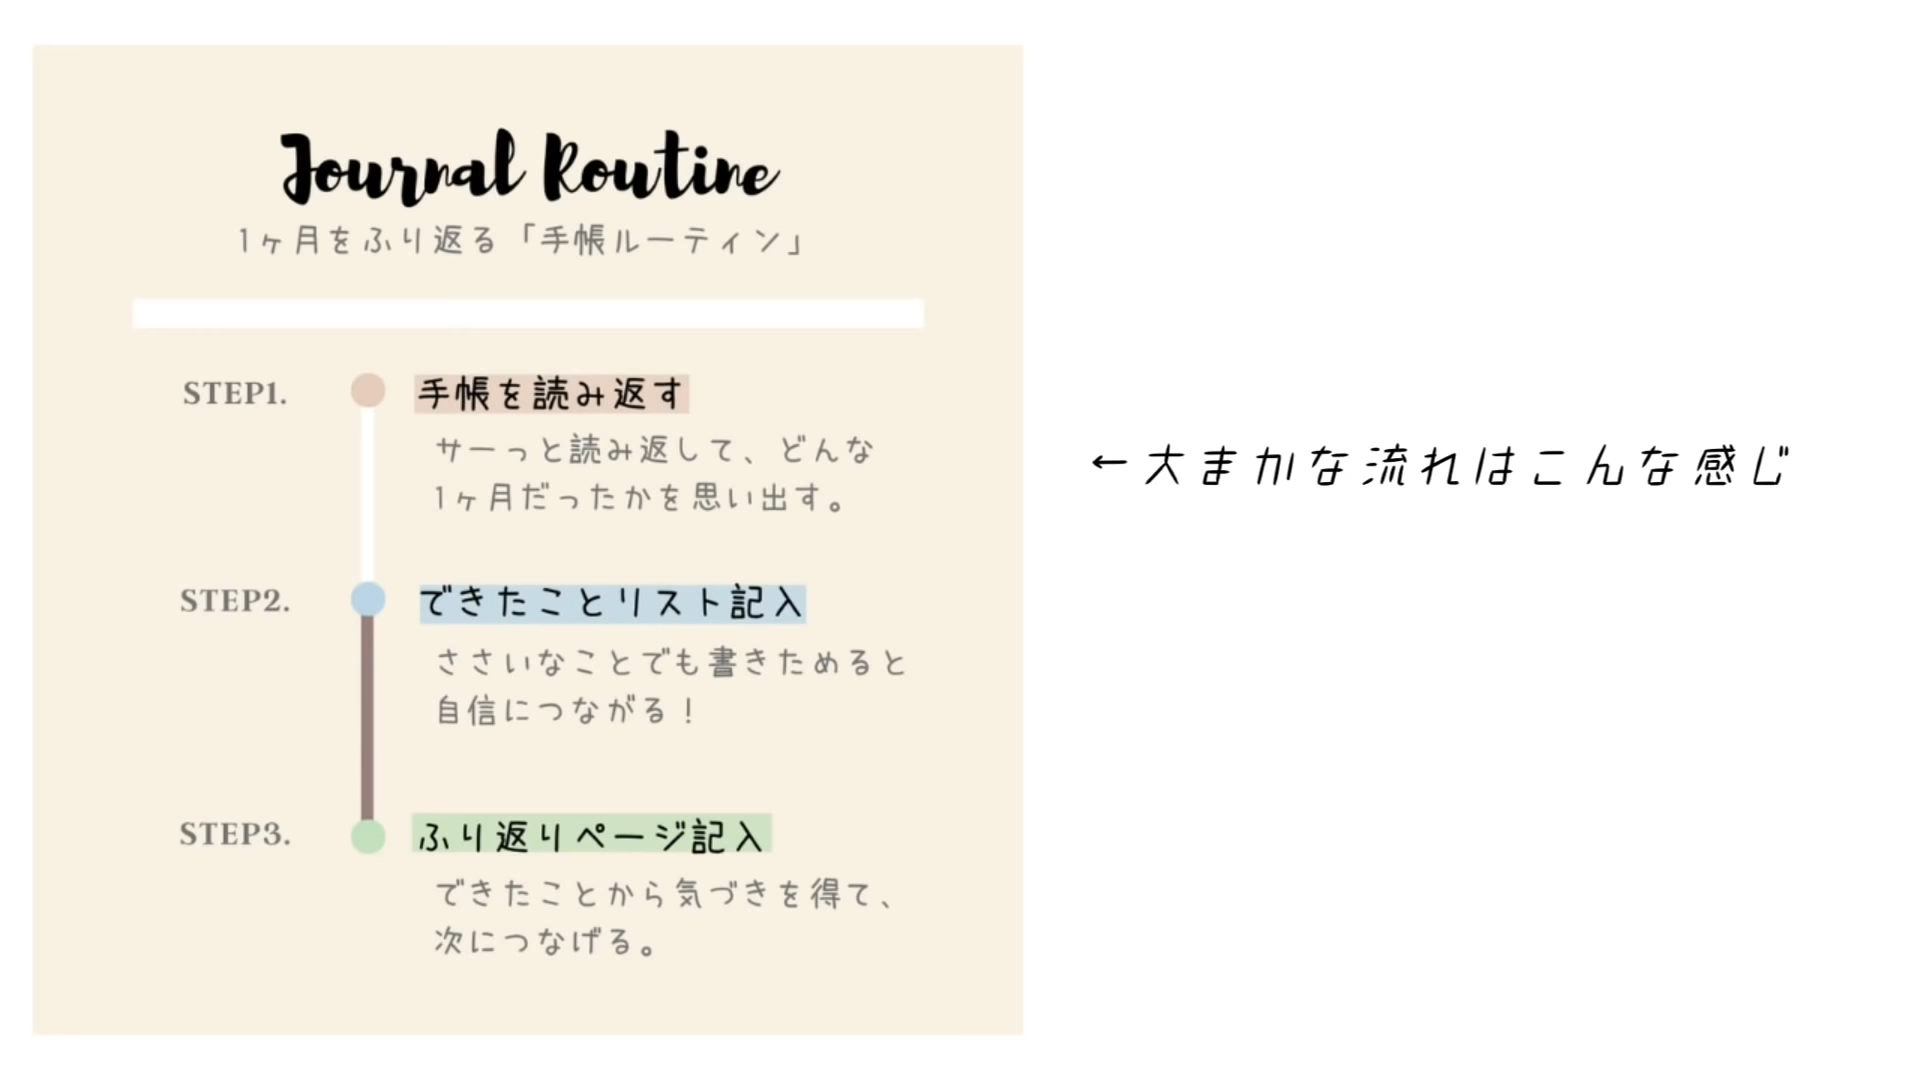 Journal Routine
1ヶ月をふり返る「手帳ルーティン」
STEP1.
手帳を読み返す
サーっと読み返して、どんな
1ヶ月だったかを思い出す。
STEP2.
できたことリスト記入
ささいなことでも書きためると
自信につながる！
STEP3.
ふり返りページ記入
できたことから気づきを得て、
次につなげる。
←大まかな流れはこんな感じ